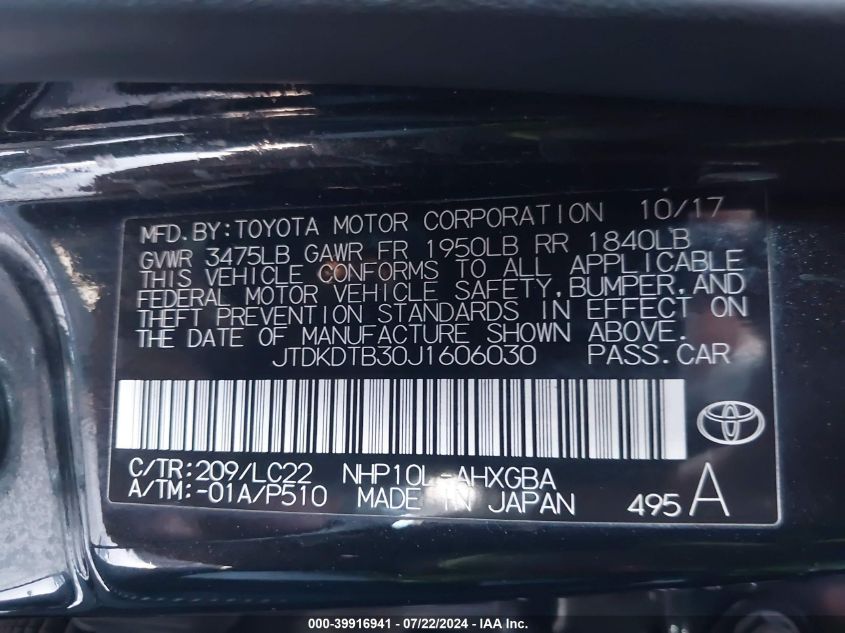 MFD.BY:TOYOTA MOTOR CORPORATION 10/17
GVWR 3475LB GAWR FR 1950LB RR 1840LB
THIS VEHICLE CONFORMS TO ALL APPLICABLE
FEDERAL MOTOR VEHICLE SAFETY,BUMPER,AND
THEFT PREVENTION STANDARDS IN EFFECT ON
THE DATE OF MANUFACTURE SHOWN ABOVE.
JTDKDTB30J1606030 PASS.CAR
C/TR:209/LC22 NHP10L-AHXGBA
A/TM:-01A/P510 MADE IN JAPAN 495 A
000-39916941 - 07/22/2024 - IAA Inc.